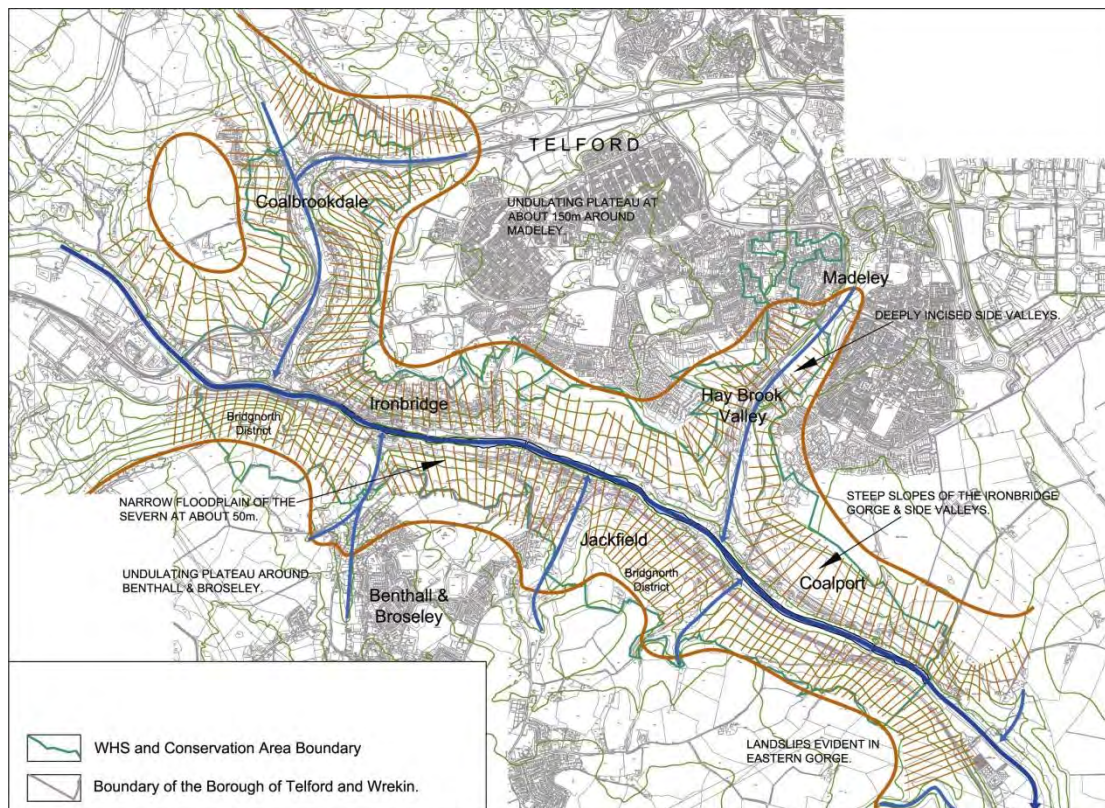 TELFORD
Coalbrookdale
UNDULATING PLATEAU AT
ABOUT 150m AROUND
MADELEY.
Madeley
DEEPLY INCISED SIDE VALLEYS.
Hay Brook
Valley
Ironbridge
Bridgnorth
District
NARROW FLOODPLAIN OF THE
SEVERN AT ABOUT 50m.
STEEP SLOPES OF THE IRONBRIDGE
GORGE & SIDE VALLEYS.
Jackfield
Bridgnorth
District
Coalport
UNDULATING PLATEAU AROUND
BENTHALL & BROSELEY.
Benthall &
Broseley
LANDSLIPS EVIDENT IN
EASTERN GORGE.
WHS and Conservation Area Boundary
Boundary of the Borough of Telford and Wrekin.